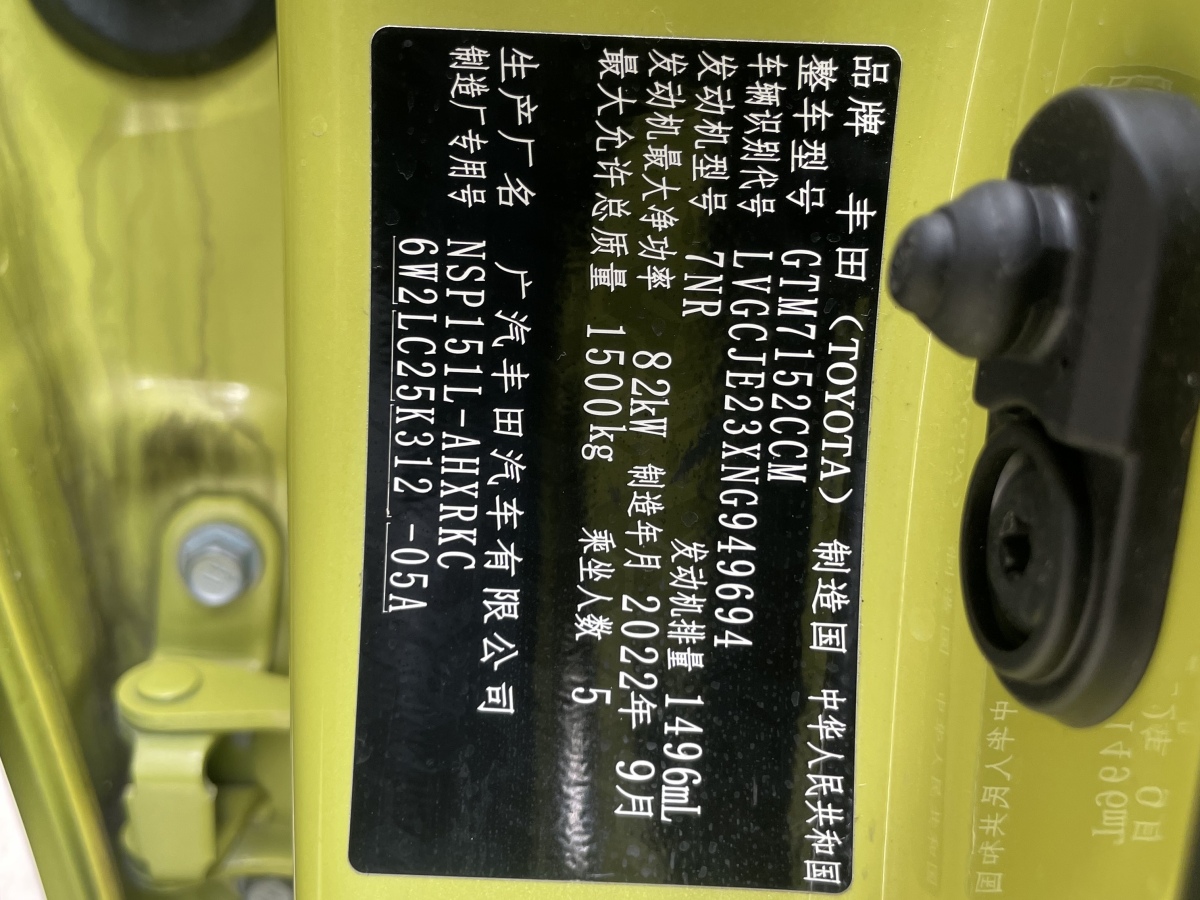 品牌 丰田（TOYOTA） 制造国 中华人民共和国
整车型号 GTM7152CCM
车辆识别代号 LVGCJE23XNG949694
发动机型号 7NR 发动机排量 1496mL
发动机最大净功率 82kW 制造年月 2022年 9月
最大允许总质量 1500kg 乘坐人数 5
生产厂名 广汽丰田汽车有限公司
制造厂专用号 NSP151L-AHXRKC
6W2LC25K312 -05A